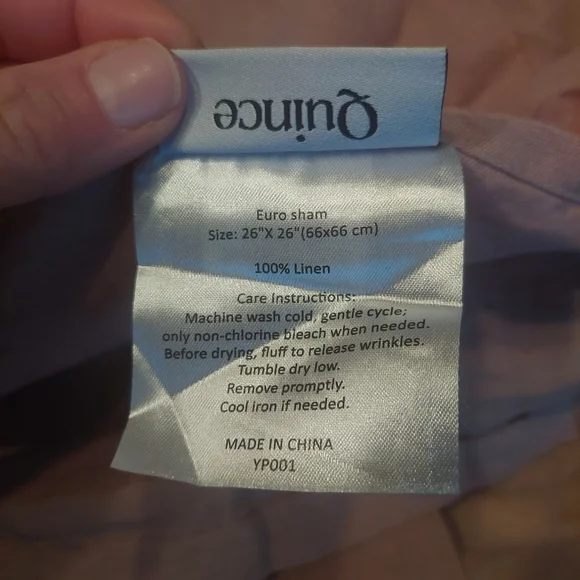 Quince
Euro sham
Size: 26"X 26"(66x66 cm)
100% Linen
Care Instructions:
Machine wash cold, gentle cycle;
only non-chlorine bleach when needed.
Before drying, fluff to release wrinkles.
Tumble dry low.
Remove promptly.
Cool iron if needed.
MADE IN CHINA
YP001